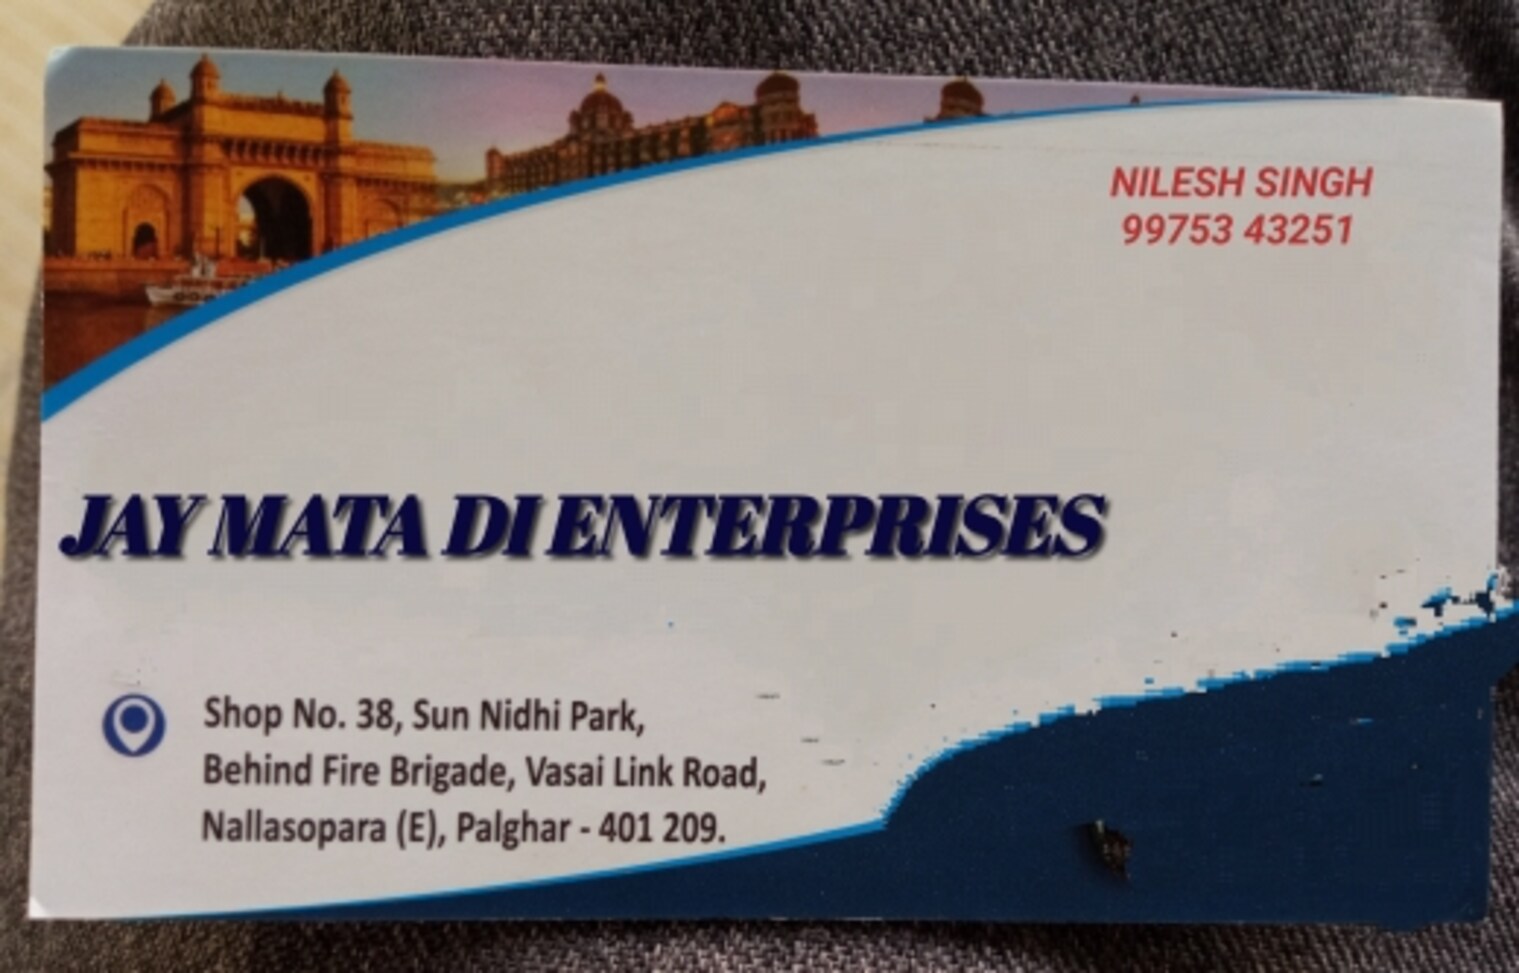 NILESH SINGH
99753 43251
JAY MATA DI ENTERPRISES
Shop No. 38, Sun Nidhi Park,
Behind Fire Brigade, Vasai Link Road,
Nallasopara (E), Palghar - 401 209.